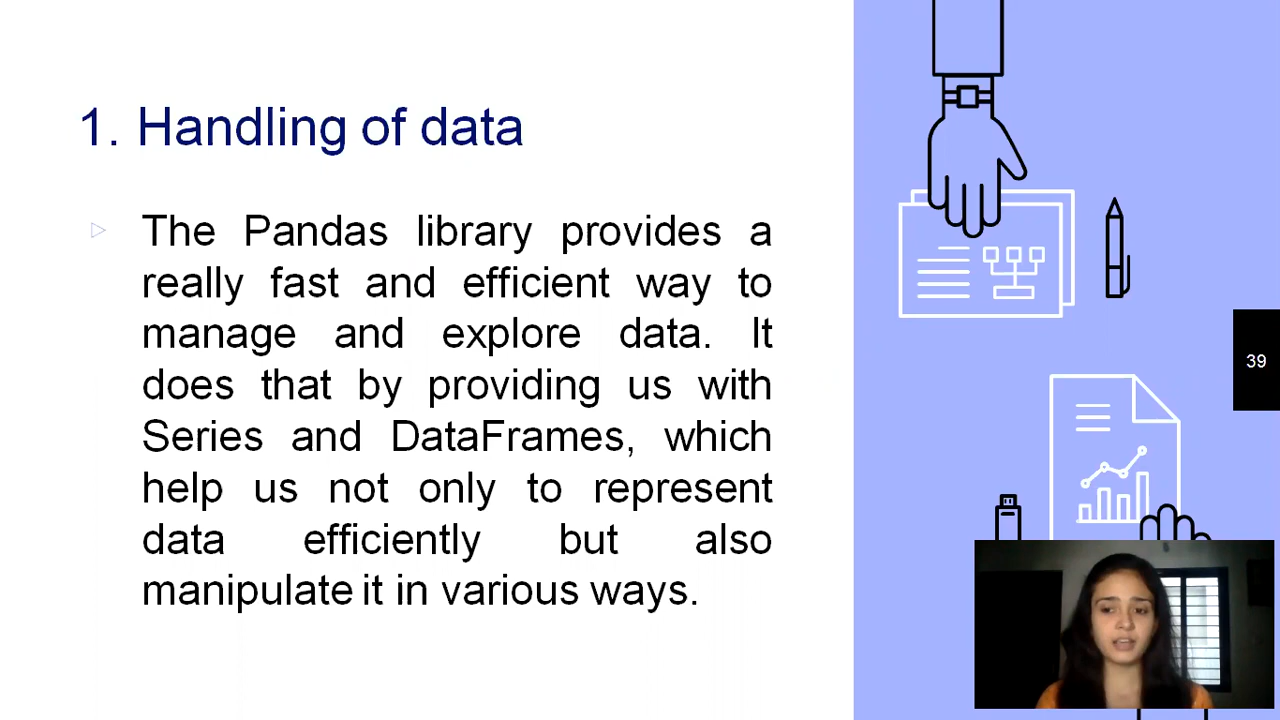 1. Handling of data
The Pandas library provides a
really fast and efficient way to
manage and explore data. It
does that by providing us with
Series and DataFrames, which
help us not only to represent
data efficiently but also
manipulate it in various ways.
39